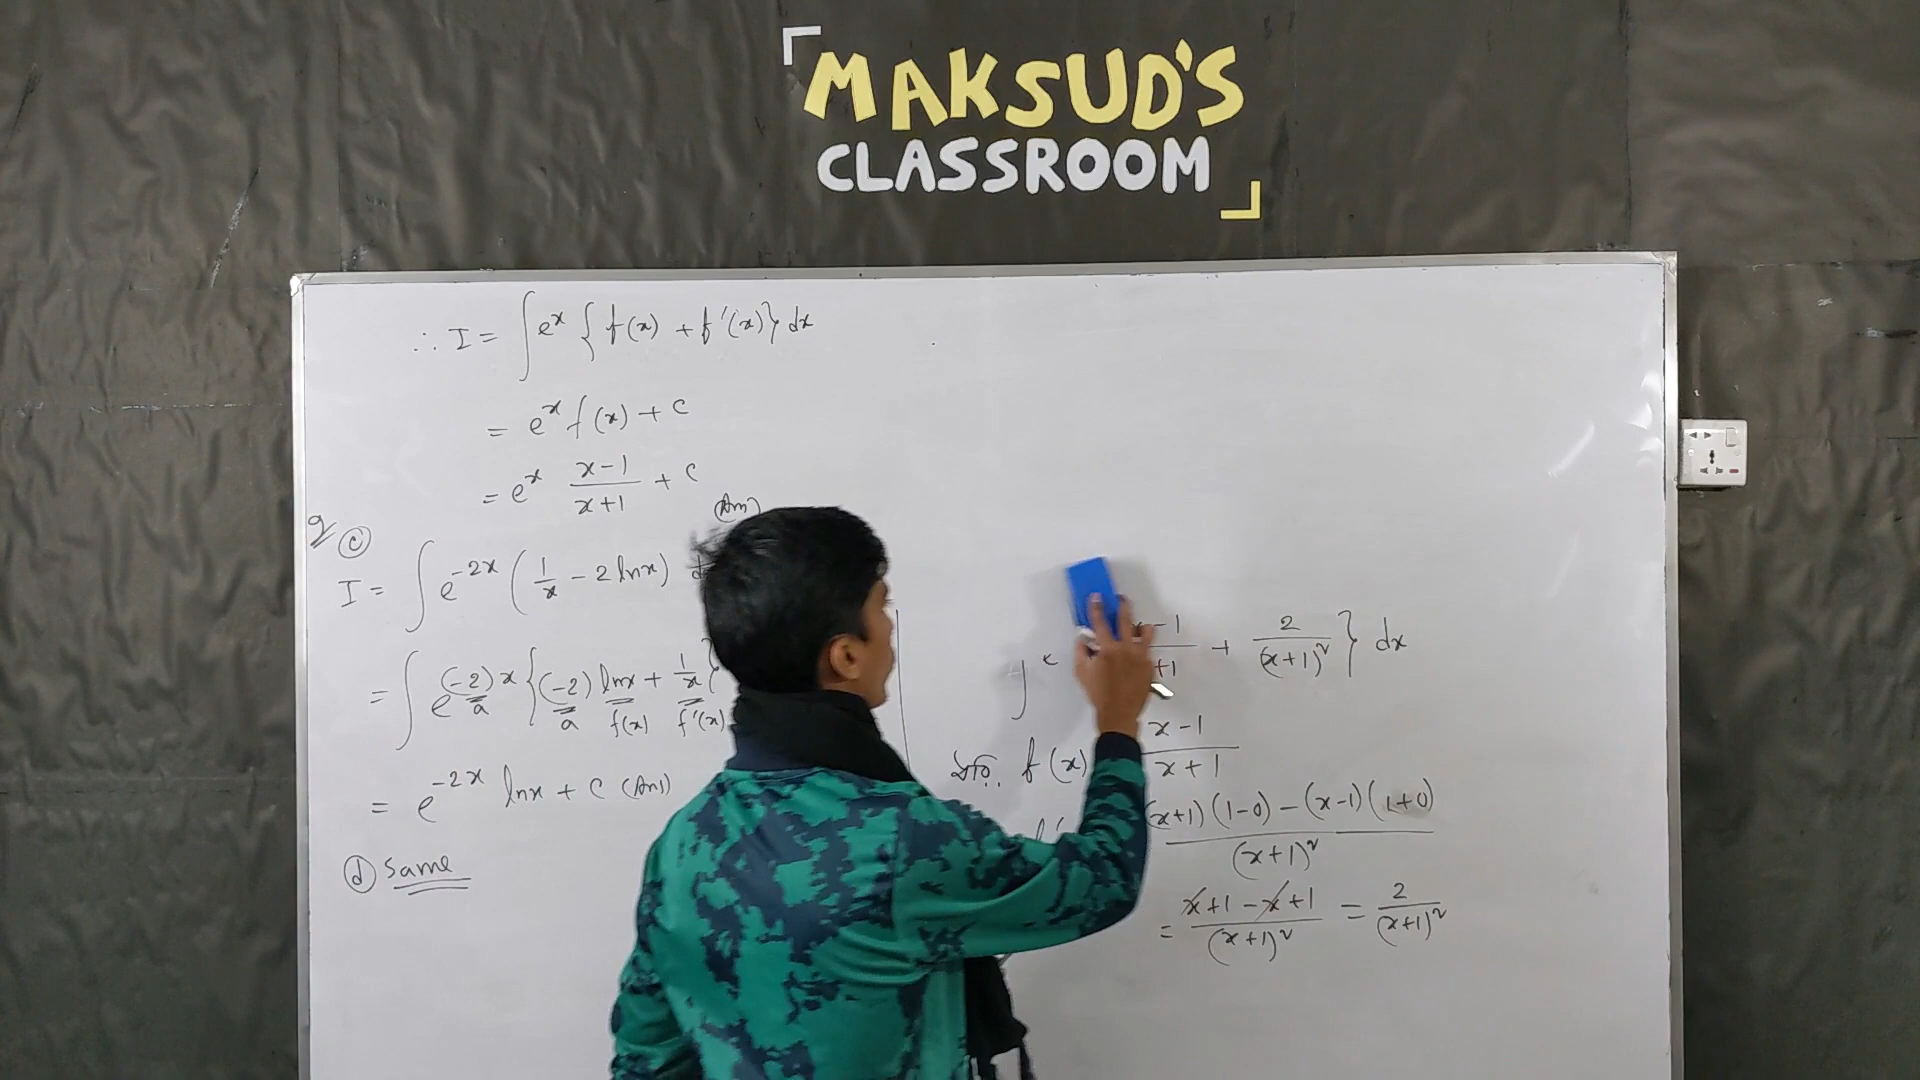 MAKSUD'S
CLASSROOM
∴ I = ∫ e^x { f(x) + f'(x) } dx
= e^x f(x) + c
= e^x (x-1)/(x+1) + c
(Ans)
g (c)
I = ∫ e^(-2x) ( 1/x - 2 lnx )
= ∫ e^((-2)x) { (-2) lnx + 1/x }
a a f(x) f'(x)
= e^(-2x) lnx + c (Ans)
(d) Same
x-1 +1 + 2/(x+1)² } dx
f(x) (x-1)/(x+1)
((x+1)(1-0) - (x-1)(1+0))/(x+1)²
= (x+1-x+1)/(x+1)² = 2/(x+1)²